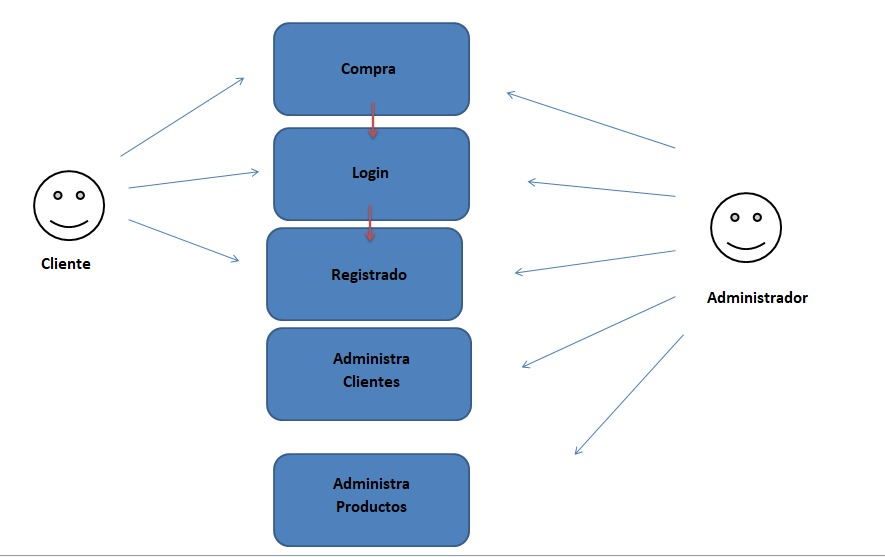 Compra
Login
Cliente
Registrado
Administrador
Administra
Clientes
Administra
Productos